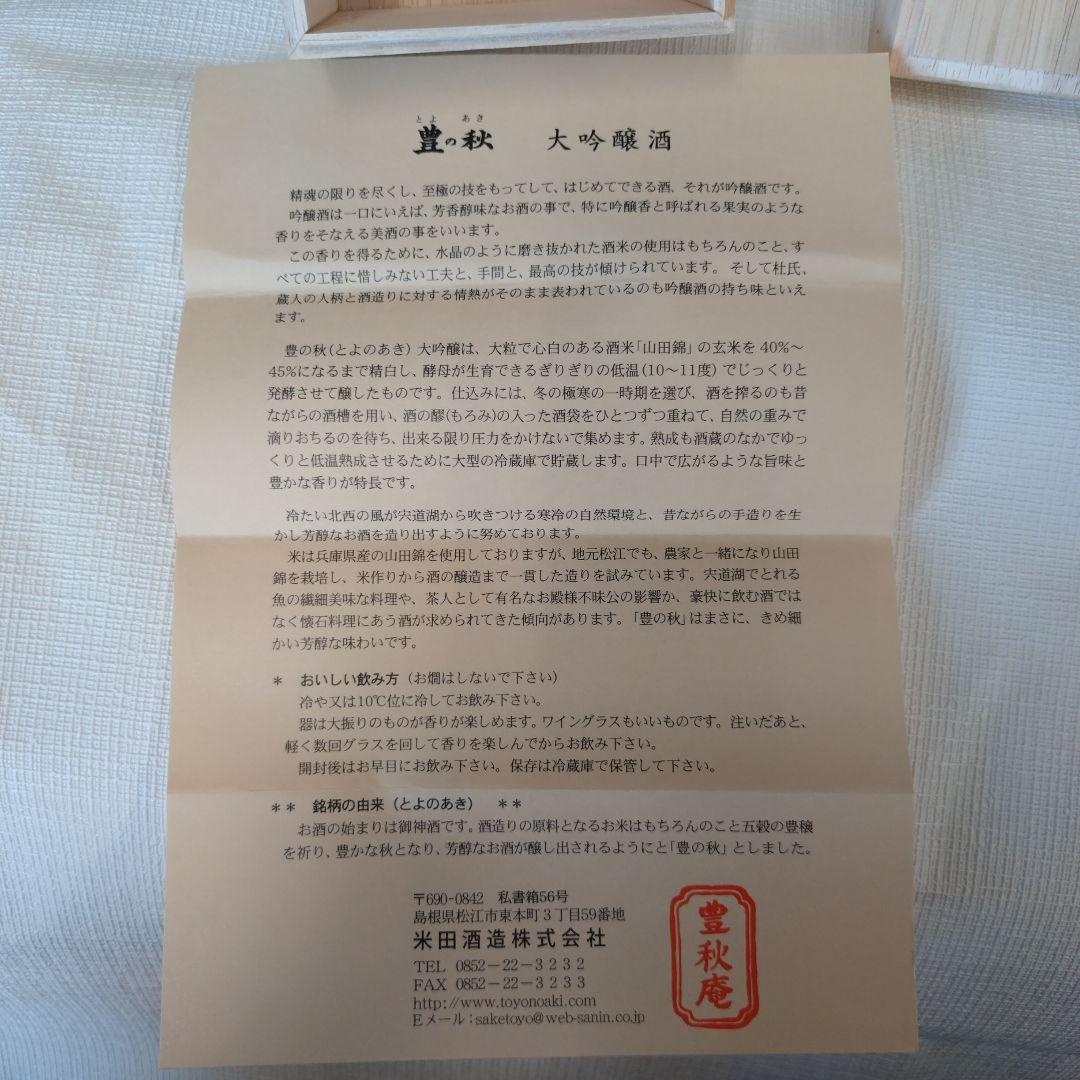 とよ あき
豊の秋 大吟醸酒
精魂の限りを尽くし、至極の技をもってして、はじめてできる酒、それが吟醸酒です。
吟醸酒は一口にいえば、芳香醇味なお酒の事で、特に吟醸香と呼ばれる果実のような
香りをそなえる美酒の事をいいます。
この香りを得るために、水晶のように磨き抜かれた酒米の使用はもちろんのこと、す
べての工程に惜しみない工夫と、手間と、最高の技が傾けられています。そして杜氏、
蔵人の人柄と酒造りに対する情熱がそのまま表われているのも吟醸酒の持ち味といえ
ます。
豊の秋(とよのあき)大吟醸は、大粒で心白のある酒米「山田錦」の玄米を40%〜
45%になるまで精白し、酵母が生育できるぎりぎりの低温(10〜11度)でじっくりと
発酵させて醸したものです。仕込みには、冬の極寒の一時期を選び、酒を搾るのも昔
ながらの酒槽を用い、酒の醪(もろみ)の入った酒袋をひとつずつ重ねて、自然の重みで
滴りおちるのを待ち、出来る限り圧力をかけないで集めます。熟成も酒蔵のなかでゆっ
くりと低温熟成させるために大型の冷蔵庫で貯蔵します。口中で広がるような旨味と
豊かな香りが特長です。
冷たい北西の風が宍道湖から吹きつける寒冷の自然環境と、昔ながらの手造りを生
かし芳醇なお酒を造り出すように努めております。
米は兵庫県産の山田錦を使用しておりますが、地元松江でも、農家と一緒になり山田
錦を栽培し、米作りから酒の醸造まで一貫した造りを試みています。宍道湖でとれる
魚の繊細美味な料理や、茶人として有名なお殿様不昧公の影響か、豪快に飲む酒では
なく懐石料理にあう酒が求められてきた傾向があります。「豊の秋」はまさに、きめ細
かい芳醇な味わいです。
＊ おいしい飲み方(お燗はしないで下さい)
冷や又は10℃位に冷してお飲み下さい。
器は大振りのものが香りが楽しめます。ワイングラスもいいものです。注いだあと、
軽く数回グラスを回して香りを楽しんでからお飲み下さい。
開封後はお早目にお飲み下さい。保存は冷蔵庫で保管して下さい。
＊＊ 銘柄の由来(とよのあき) ＊＊
お酒の始まりは御神酒です。酒造りの原料となるお米はもちろんのこと五穀の豊穣
を祈り、豊かな秋となり、芳醇なお酒が醸し出されるようにと「豊の秋」としました。
〒690-0842 私書箱56号
島根県松江市東本町3丁目59番地
米田酒造株式会社
TEL 0852－22－3232
FAX 0852－22－3233
http://www.toyonoaki.com
Eメール:saketoyo@web-sanin.co.jp
豊秋庵